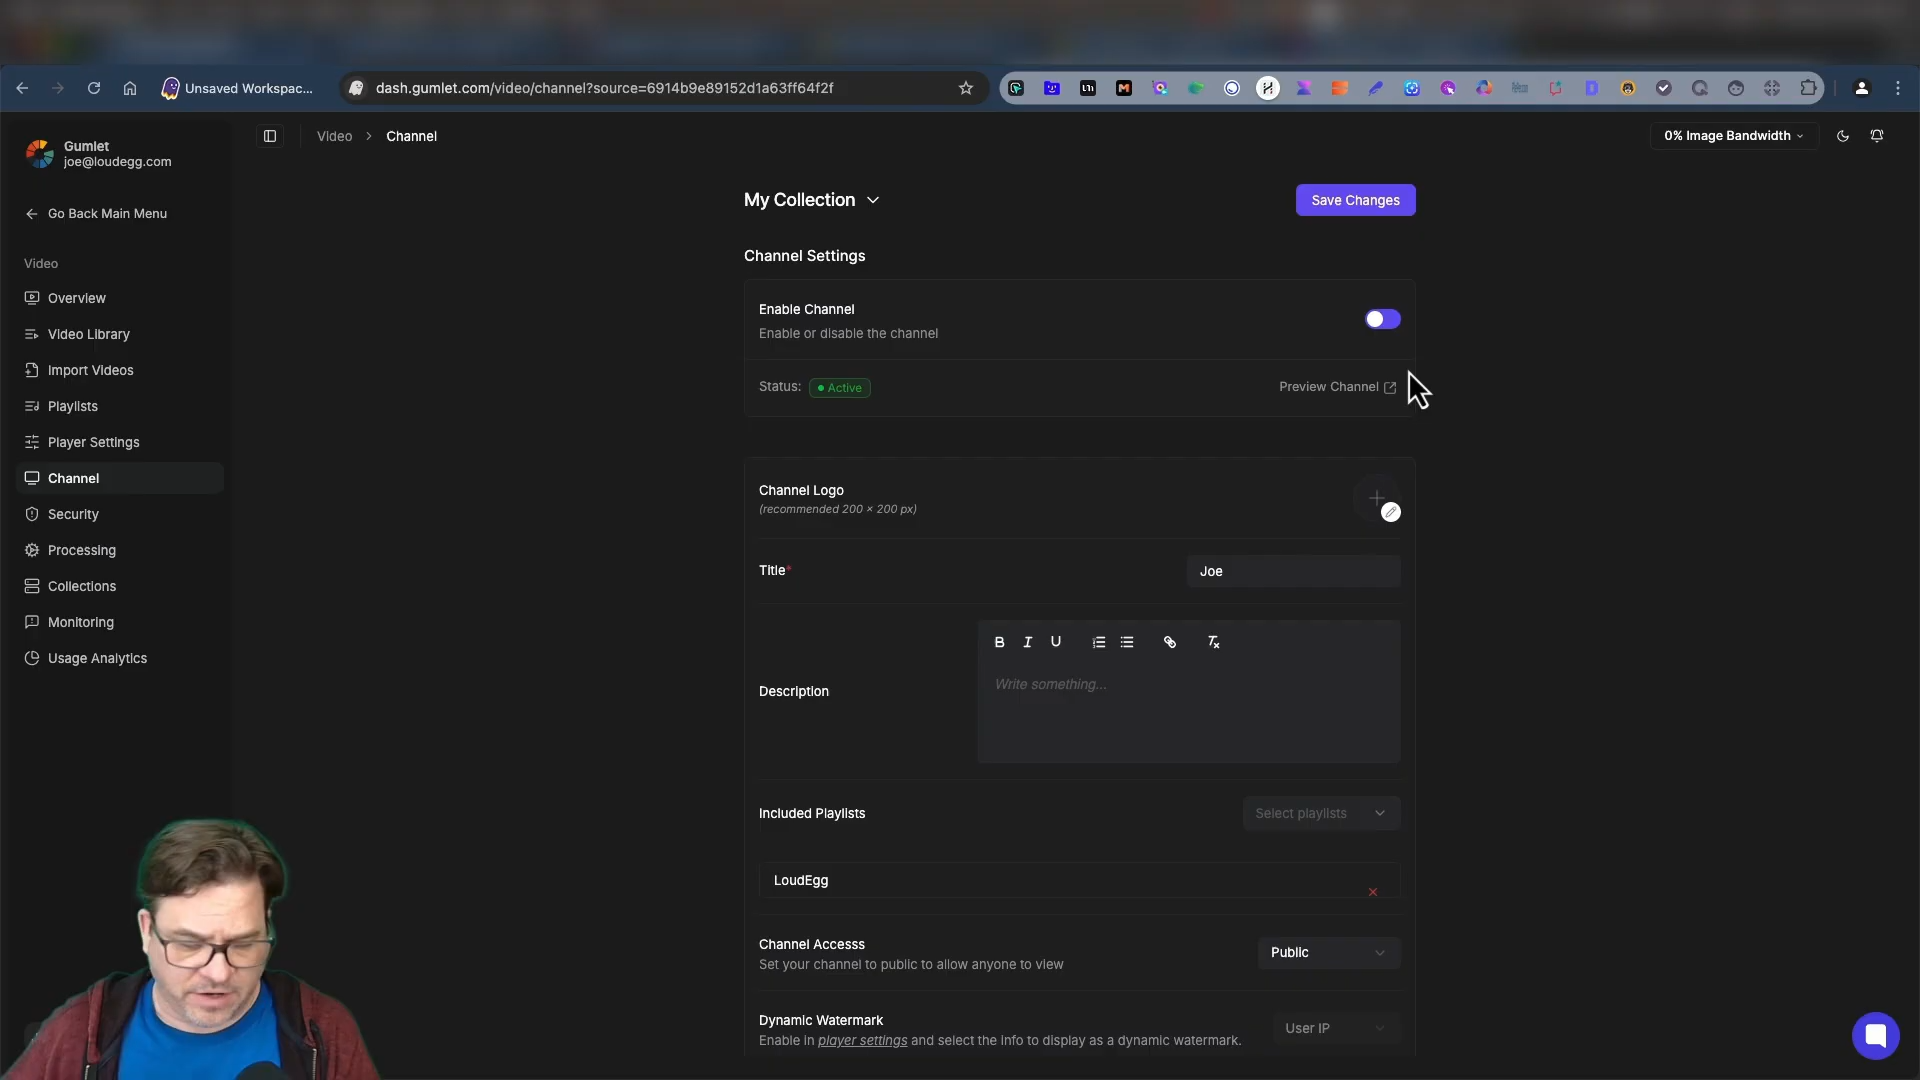 Unsaved Workspac...
dash.gumlet.com/video/channel?source=6914b9e89152d1a63ff64f2f
Gumlet
joe@loudegg.com
Video
Channel
0% Image Bandwidth
Go Back Main Menu
My Collection
Save Changes
Video
Channel Settings
Overview
Video Library
Import Videos
Playlists
Player Settings
Channel
Security
Processing
Collections
Monitoring
Usage Analytics
Enable Channel
Enable or disable the channel
Status:
Active
Preview Channel
Channel Logo
(recommended 200 × 200 px)
Title*
Joe
B I U
Description
Write something...
Included Playlists
Select playlists
LoudEgg
Channel Accesss
Set your channel to public to allow anyone to view
Public
Dynamic Watermark
Enable in player settings and select the info to display as a dynamic watermark.
User IP